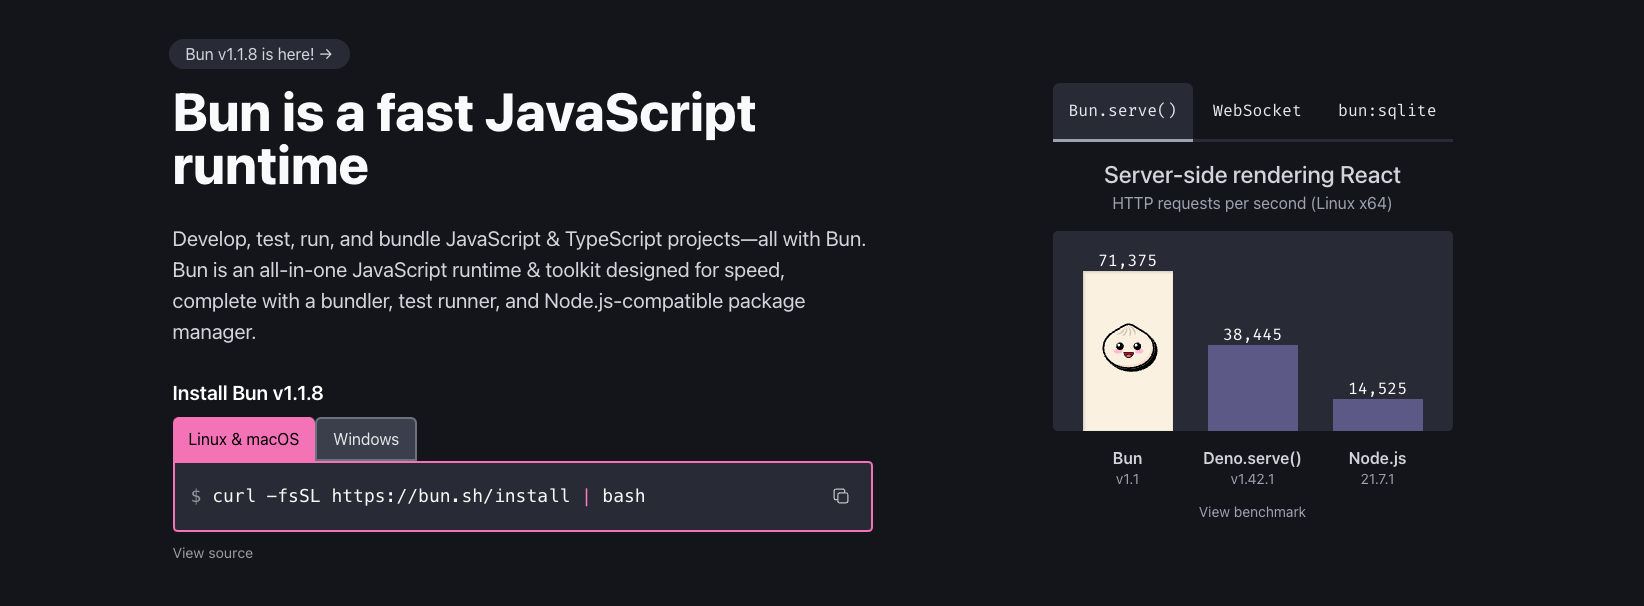 Bun v1.1.8 is here! →
Bun is a fast JavaScript
runtime
Develop, test, run, and bundle JavaScript & TypeScript projects—all with Bun.
Bun is an all-in-one JavaScript runtime & toolkit designed for speed,
complete with a bundler, test runner, and Node.js-compatible package
manager.
Install Bun v1.1.8
Linux & macOS Windows
$ curl -fsSL https://bun.sh/install | bash
View source
Bun.serve() WebSocket bun:sqlite
Server-side rendering React
HTTP requests per second (Linux x64)
71,375
38,445
14,525
Bun Deno.serve() Node.js
v1.1 v1.42.1 21.7.1
View benchmark